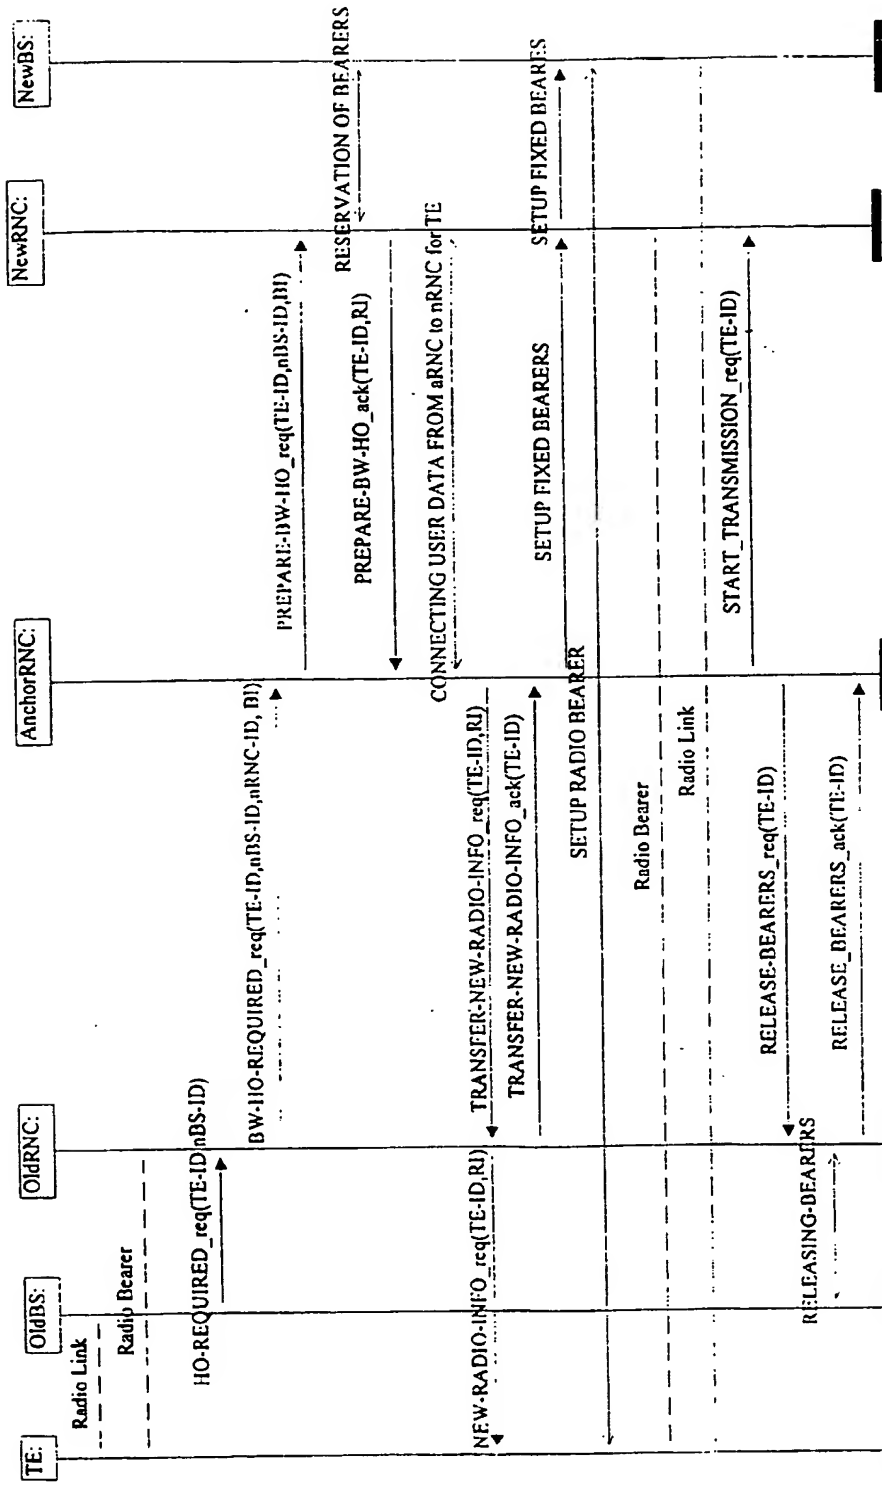 TE:
OldBS:
OldRNC:
AnchorRNC:
NewRNC:
NewBS:
Radio Link
Radio Bearer
HO-REQUIRED_req(TE-ID,nBS-ID)
BW-HO-REQUIRED_req(TE-ID,nBS-ID,nRNC-ID, BI)
PREPARE-BW-HO_req(TE-ID,nBS-ID,BI)
RESERVATION OF BEARERS
PREPARE-BW-HO_ack(TE-ID,RI)
CONNECTING USER DATA FROM aRNC to nRNC for TE
TRANSFER-NEW-RADIO-INFO_req(TE-ID,RI)
NEW-RADIO-INFO_req(TE-ID,RI)
TRANSFER-NEW-RADIO-INFO_ack(TE-ID)
SETUP FIXED BEARERS
SETUP FIXED BEARES
SETUP RADIO BEARER
Radio Bearer
Radio Link
START_TRANSMISSION_req(TE-ID)
RELEASE-BEARERS_req(TE-ID)
RELEASING-BEARERS
RELEASE_BEARERS_ack(TE-ID)